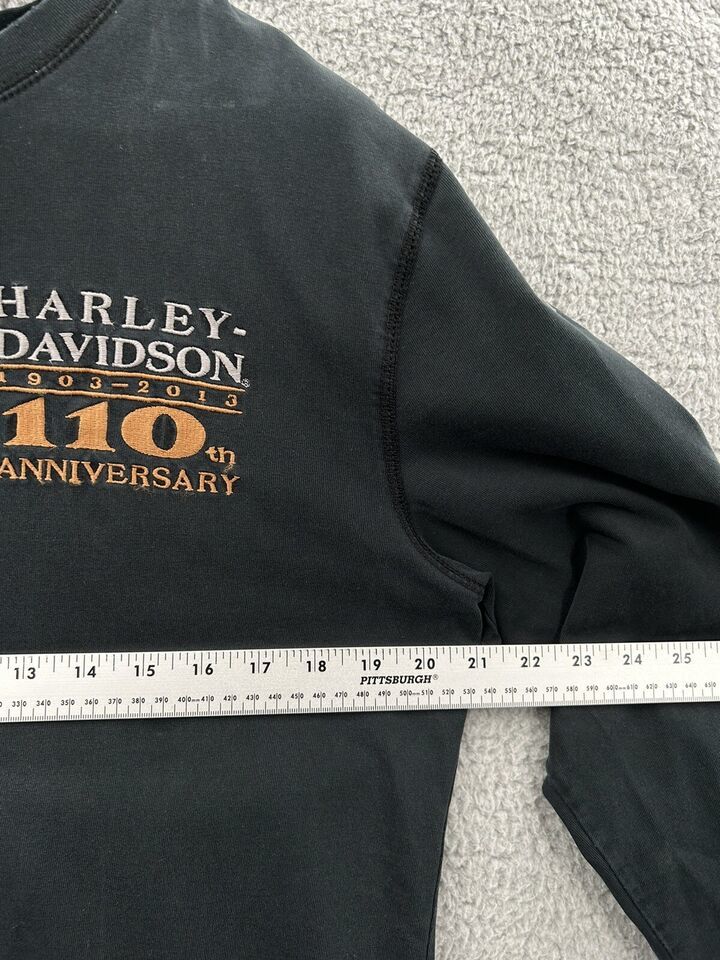 HARLEY-
DAVIDSON®
1903-2013
110th
ANNIVERSARY
13 14 15 16 17 18 19 20 21 22 23 24 25
PITTSBURGH®